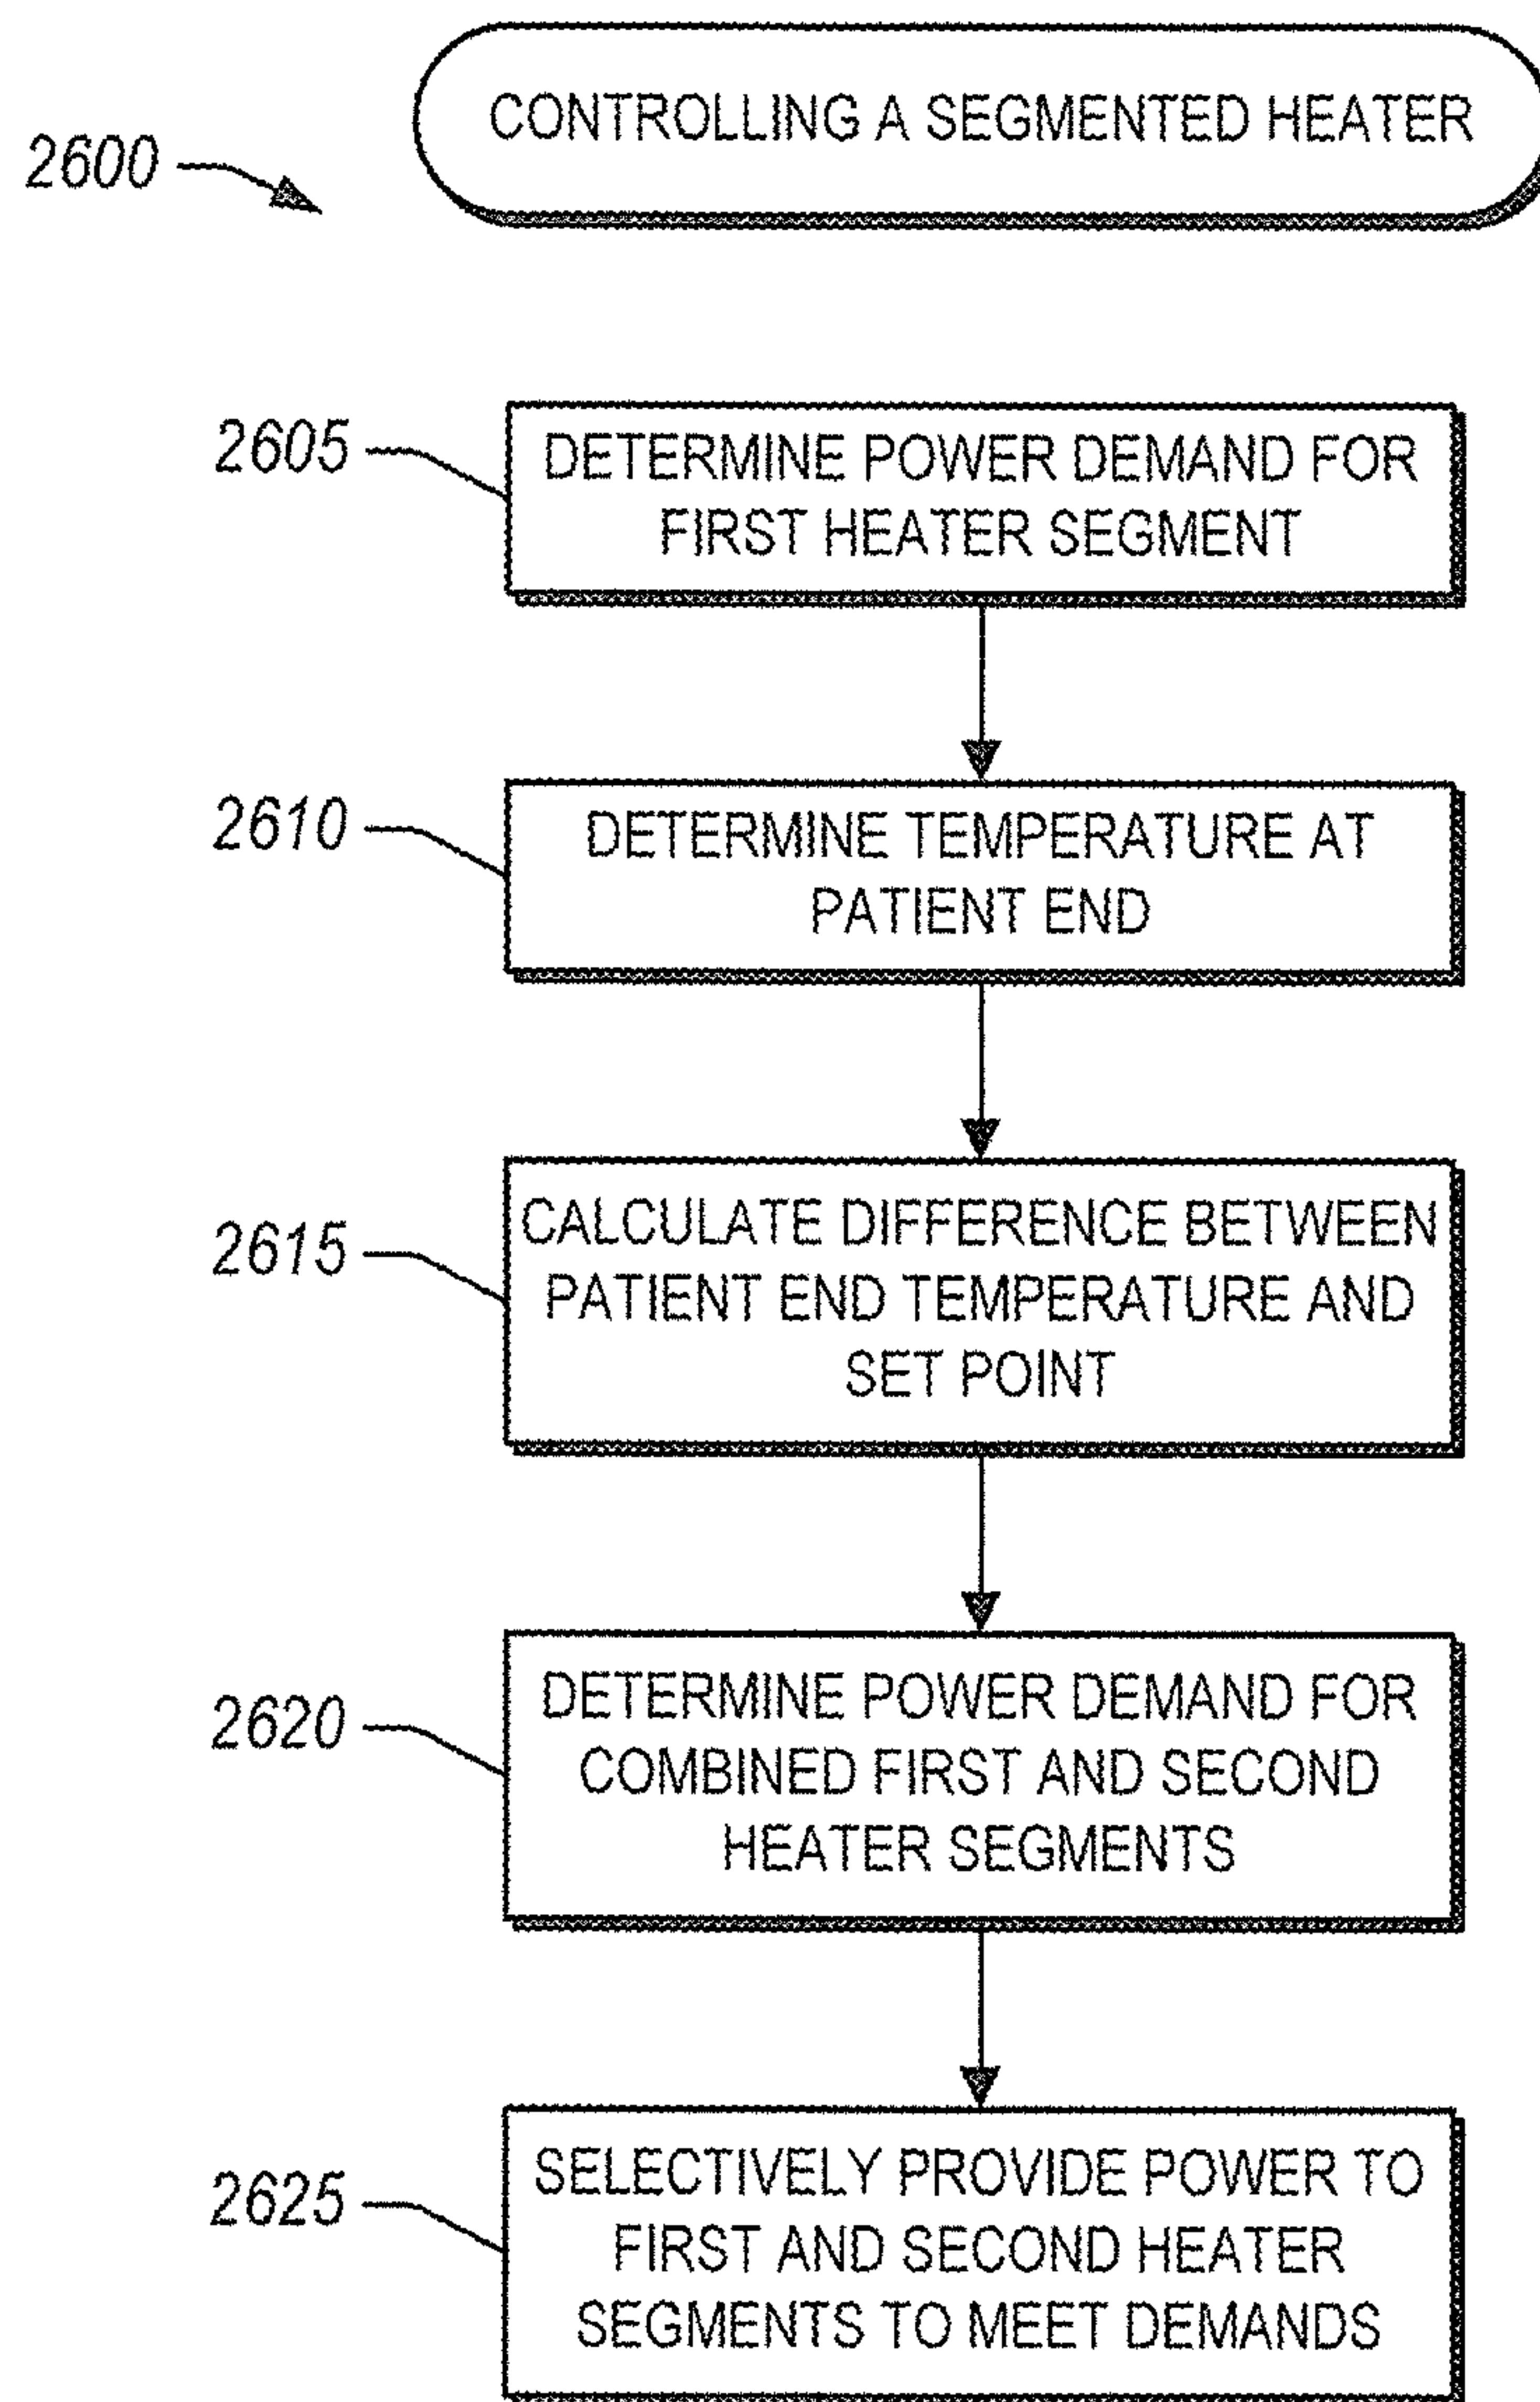 CONTROLLING A SEGMENTED HEATER
2600
2605
DETERMINE POWER DEMAND FOR
FIRST HEATER SEGMENT
2610
DETERMINE TEMPERATURE AT
PATIENT END
2615
CALCULATE DIFFERENCE BETWEEN
PATIENT END TEMPERATURE AND
SET POINT
2620
DETERMINE POWER DEMAND FOR
COMBINED FIRST AND SECOND
HEATER SEGMENTS
2625
SELECTIVELY PROVIDE POWER TO
FIRST AND SECOND HEATER
SEGMENTS TO MEET DEMANDS